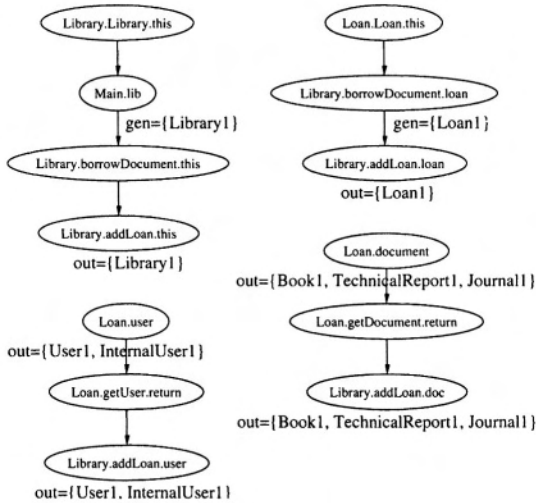 Library.Library.this
Main.lib
gen={Library1}
Library.borrowDocument.this
Library.addLoan.this
out={Library1}
Loan.Loan.this
Library.borrowDocument.loan
gen={Loan1}
Library.addLoan.loan
out={Loan1}
Loan.user
out={User1, InternalUser1}
Loan.getUser.return
Library.addLoan.user
out={User1, InternalUser1}
Loan.document
out={Book1, TechnicalReport1, Journal1}
Loan.getDocument.return
Library.addLoan.doc
out={Book1, TechnicalReport1, Journal1}